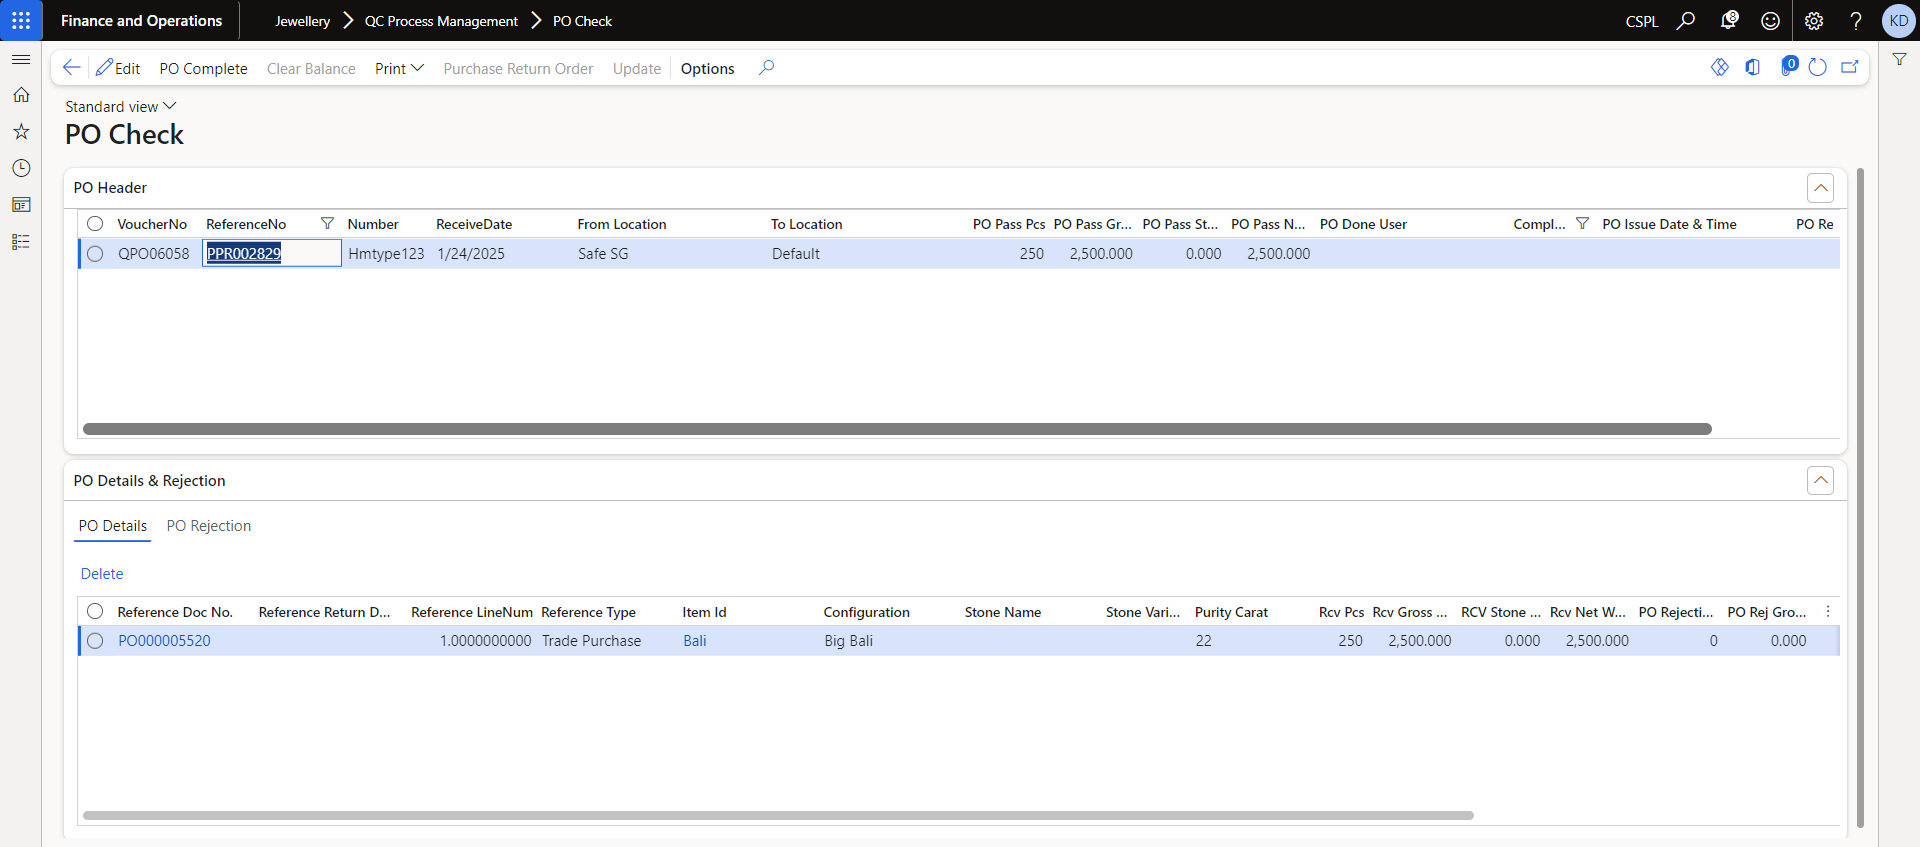 Finance and Operations Jewellery QC Process Management PO Check CSPL 8 ? KD
Edit PO Complete Clear Balance Print Purchase Return Order Update Options 0
Standard view
PO Check
PO Header
VoucherNo ReferenceNo Number ReceiveDate From Location To Location PO Pass Pcs PO Pass Gr... PO Pass St... PO Pass N... PO Done User Compl... PO Issue Date & Time PO Re
QPO06058 PPR002829 Hmtype123 1/24/2025 Safe SG Default 250 2,500.000 0.000 2,500.000
PO Details & Rejection
PO Details PO Rejection
Delete
Reference Doc No. Reference Return D... Reference LineNum Reference Type Item Id Configuration Stone Name Stone Vari... Purity Carat Rcv Pcs Rcv Gross ... RCV Stone ... Rcv Net W... PO Rejecti... PO Rej Gro...
PO000005520 1.0000000000 Trade Purchase Bali Big Bali 22 250 2,500.000 0.000 2,500.000 0 0.000